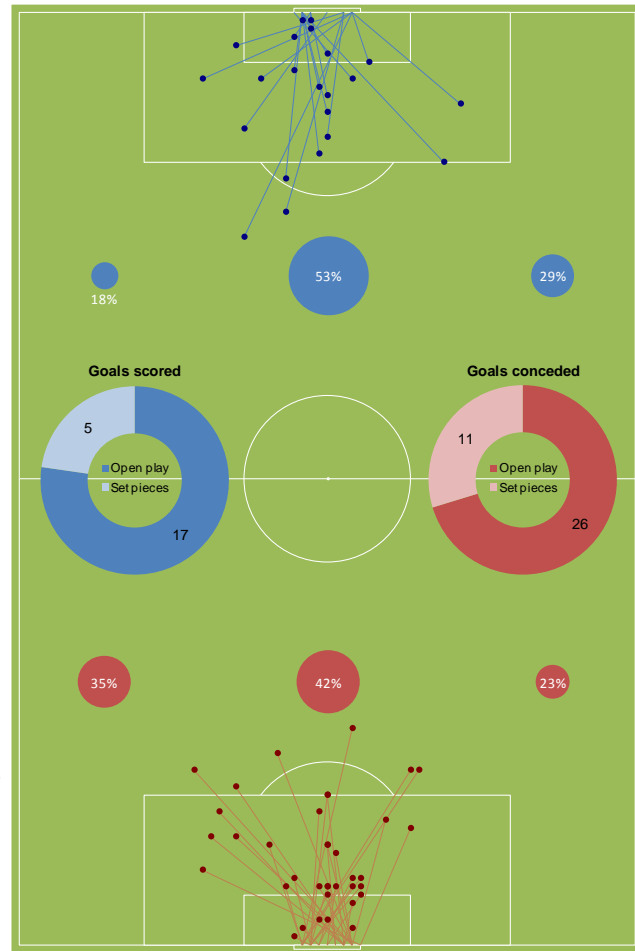 53%
29%
18%
Goals scored
Goals conceded
5
11
Open play
Set pieces
Open play
Set pieces
17
26
35%
42%
23%